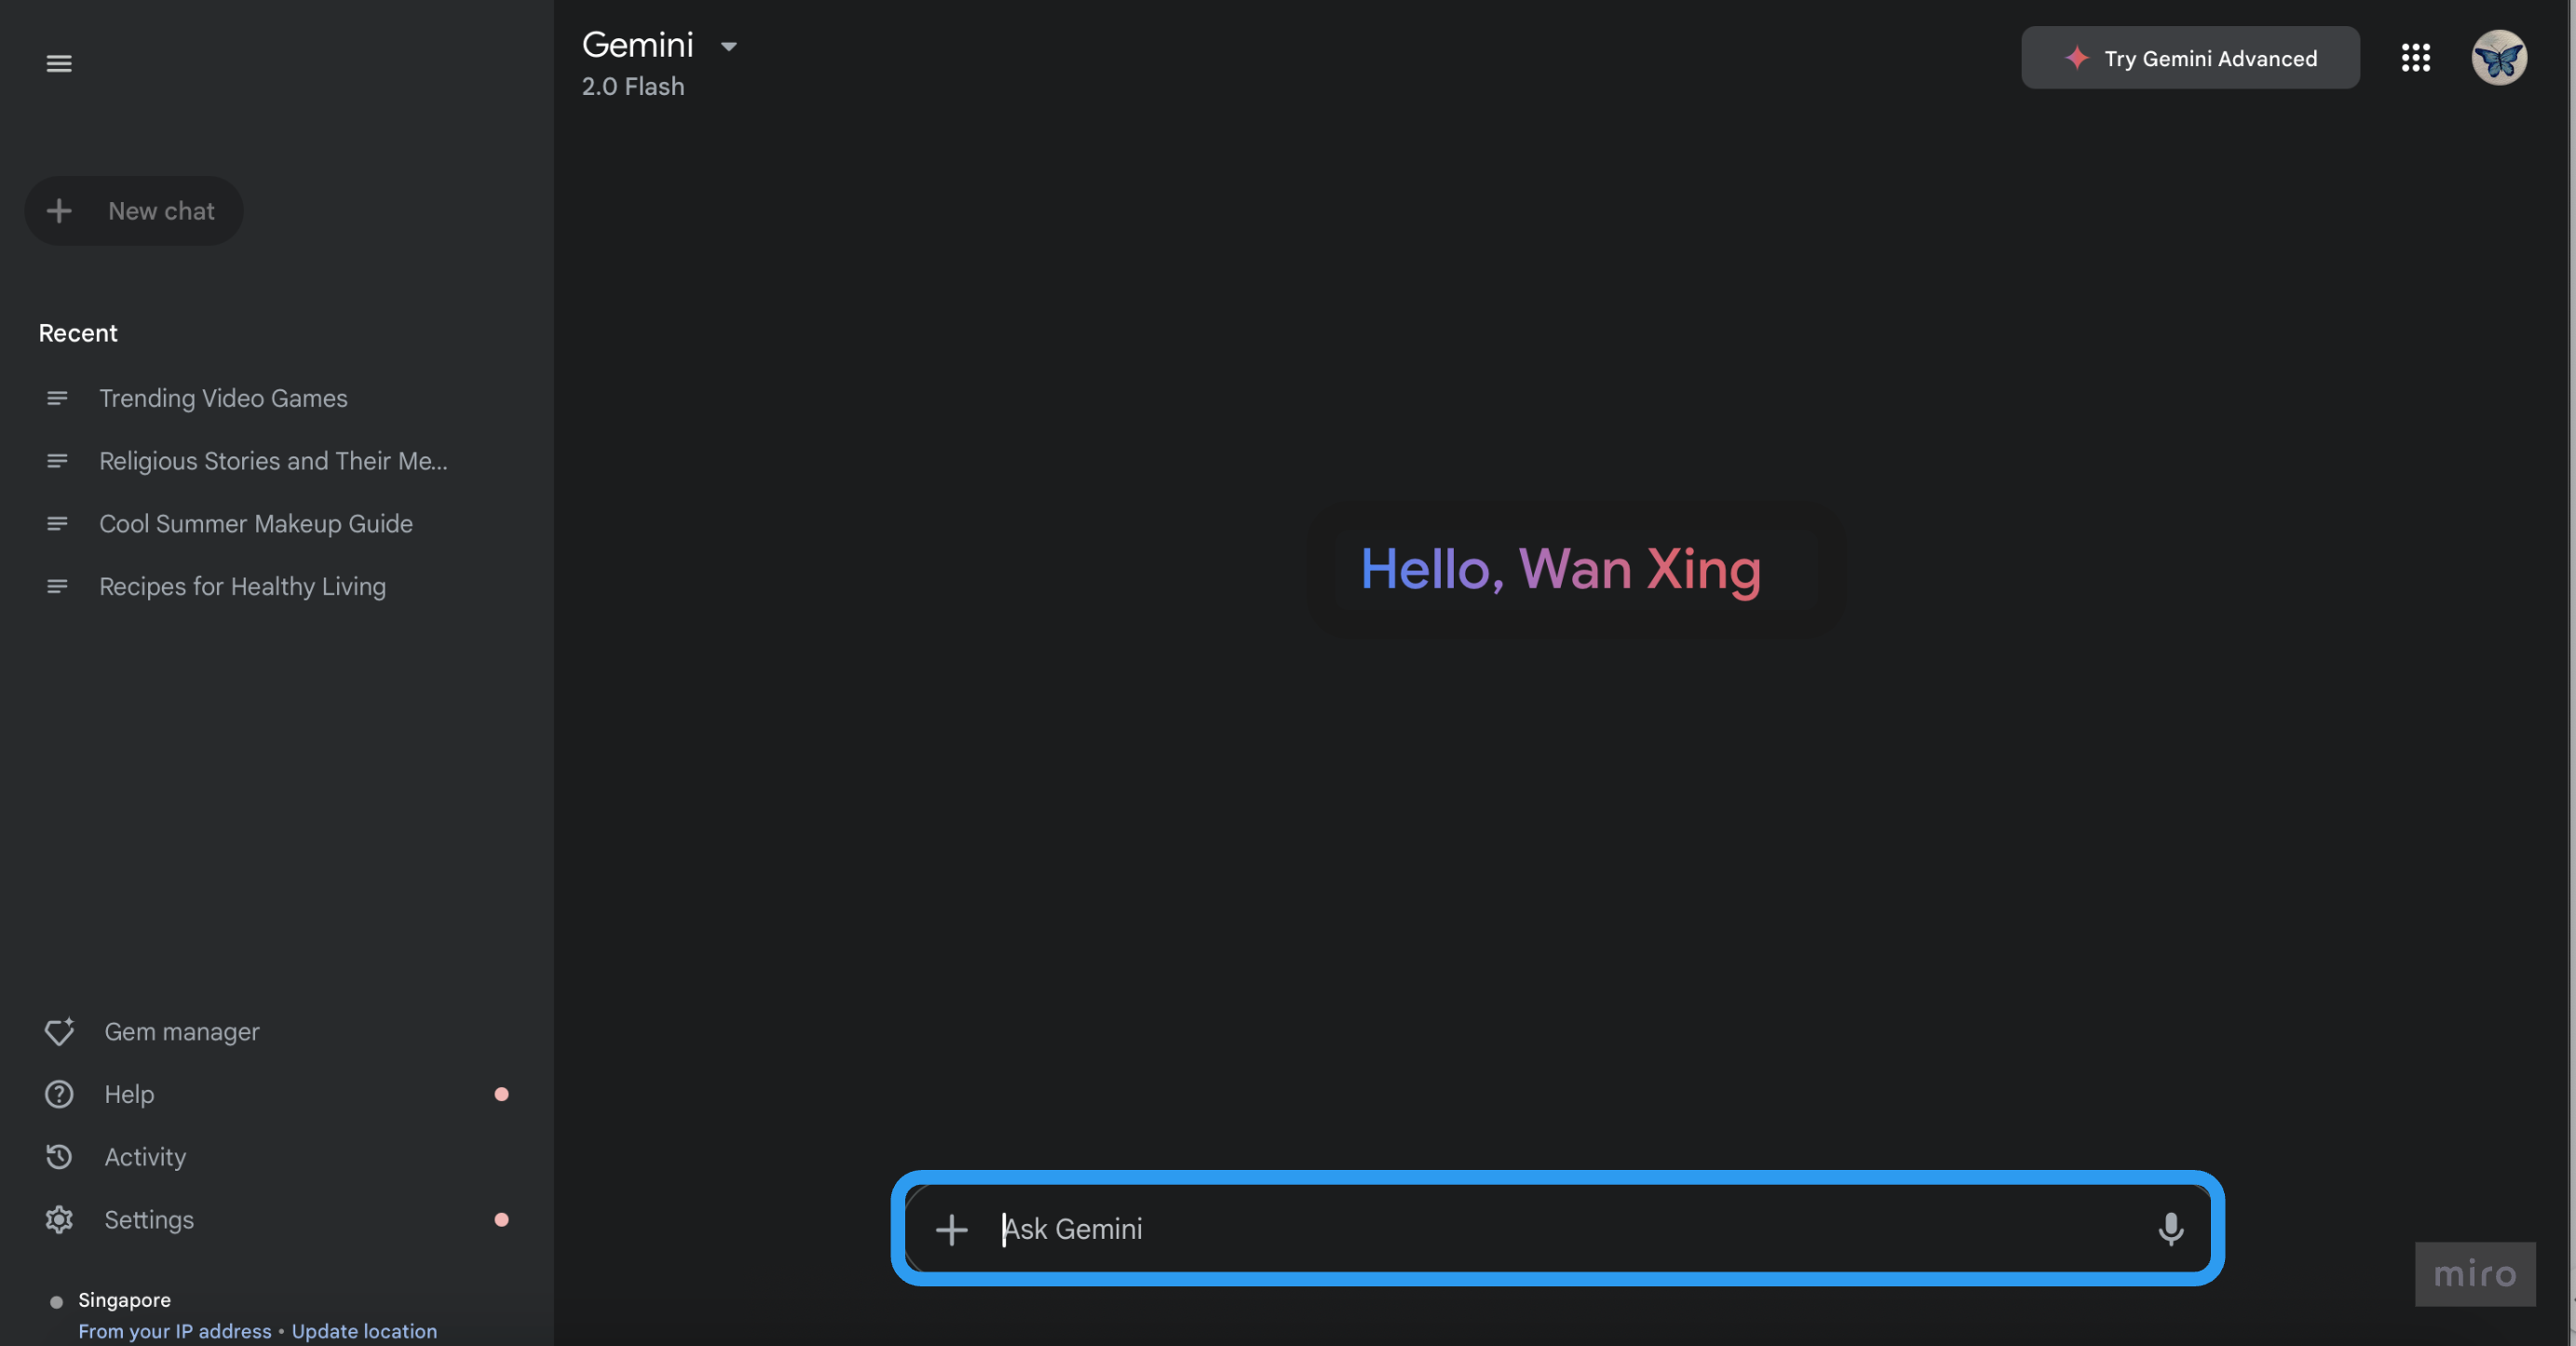 Gemini
2.0 Flash
Try Gemini Advanced
New chat
Recent
Trending Video Games
Religious Stories and Their Me...
Cool Summer Makeup Guide
Recipes for Healthy Living
Hello, Wan Xing
Gem manager
Help
Activity
Settings
Singapore
From your IP address • Update location
Ask Gemini
miro